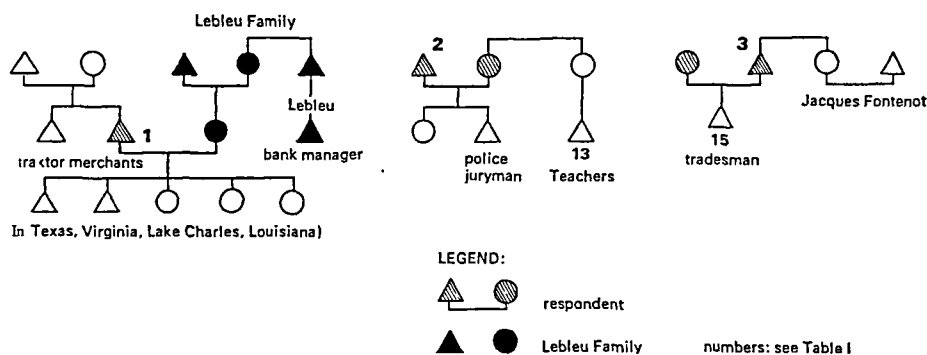 Lebleu Family
2
3
Lebleu
Jacques Fontenot
1
tractor merchants
bank manager
police
juryman
13
Teachers
15
tradesman
In Texas, Virginia, Lake Charles, Louisiana)
LEGEND:
respondent
Lebleu Family
numbers: see Table I